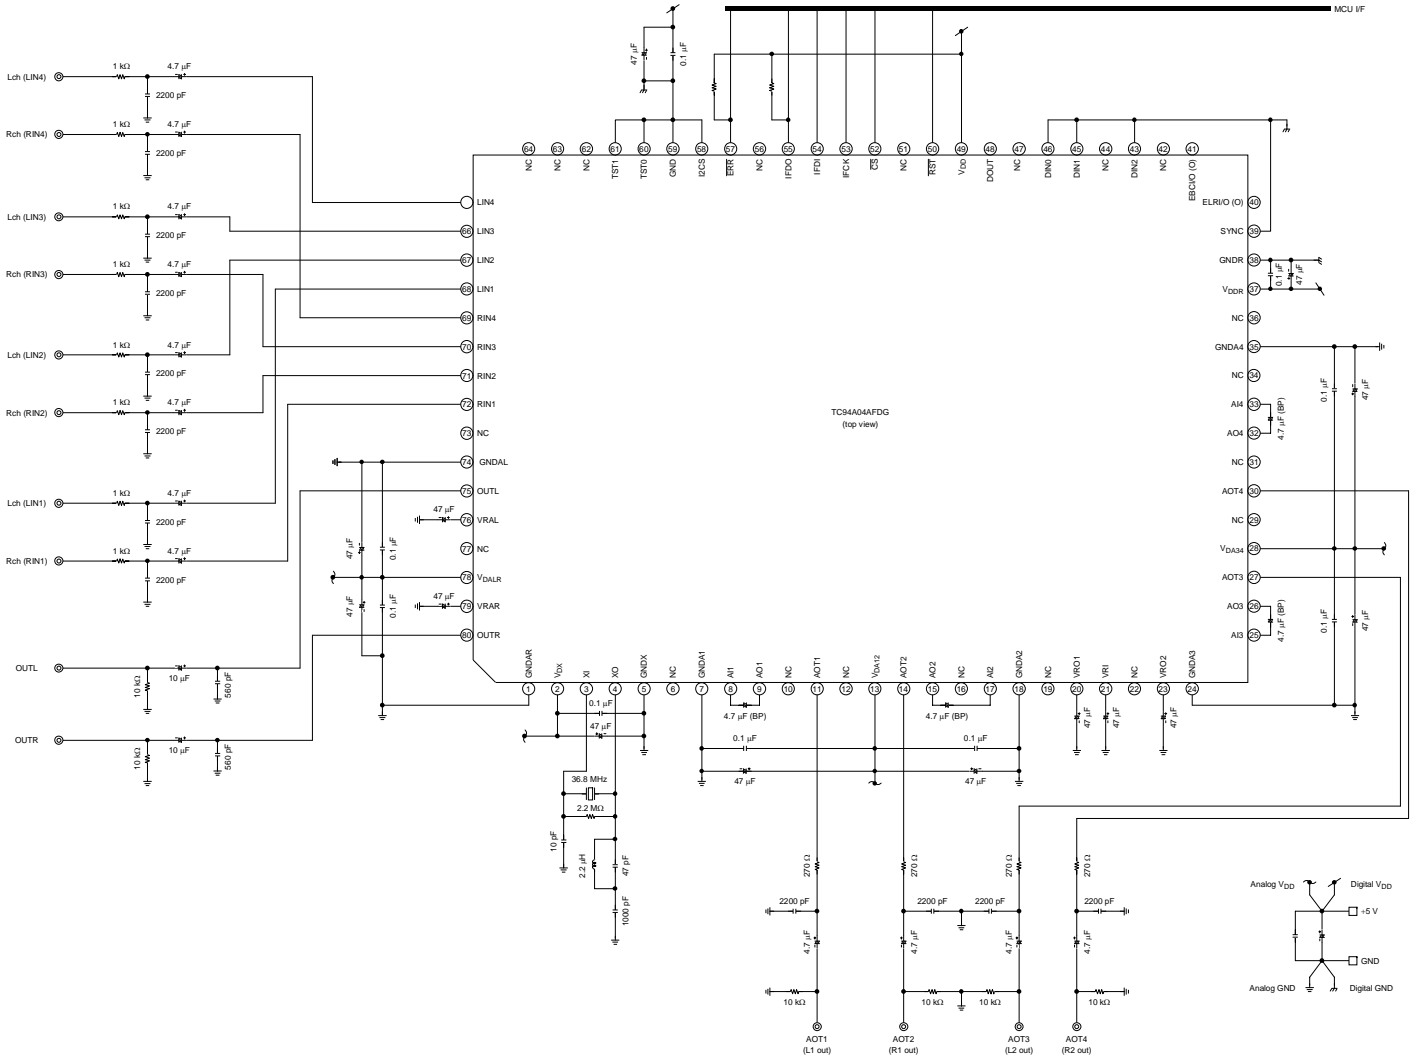 MCU I/F
47 µF
0.1 µF
Lch (LIN4)
1 kΩ
4.7 µF
2200 pF
Rch (RIN4)
1 kΩ
4.7 µF
2200 pF
Lch (LIN3)
1 kΩ
4.7 µF
2200 pF
Rch (RIN3)
1 kΩ
4.7 µF
2200 pF
Lch (LIN2)
1 kΩ
4.7 µF
2200 pF
Rch (RIN2)
1 kΩ
4.7 µF
2200 pF
Lch (LIN1)
1 kΩ
4.7 µF
2200 pF
Rch (RIN1)
1 kΩ
4.7 µF
2200 pF
OUTL
10 kΩ
10 µF
560 pF
OUTR
10 kΩ
10 µF
560 pF
64 NC
63 NC
62 NC
61 TST1
60 TST0
59 GND
58 I2CS
57 ERR
56 NC
55 IFDO
54 IFDI
53 IFCK
52 CS
51 NC
50 RST
49 VDD
48 DOUT
47 NC
46 DIN0
45 DIN1
44 NC
43 DIN2
42 NC
41 EBCI/O (O)
LIN4
66 LIN3
67 LIN2
68 LIN1
69 RIN4
70 RIN3
71 RIN2
72 RIN1
73 NC
74 GNDAL
75 OUTL
76 VRAL
77 NC
78 VDALR
79 VRAR
80 OUTR
47 µF
47 µF
0.1 µF
47 µF
47 µF
0.1 µF
TC94A04AFDG
(top view)
ELRI/O (O) 40
SYNC 39
GNDR 38
VDDR 37
NC 36
GNDA4 35
NC 34
AI4 33
AO4 32
NC 31
AOT4 30
NC 29
VDA34 28
AOT3 27
AO3 26
AI3 25
0.1 µF
47 µF
4.7 µF (BP)
0.1 µF
47 µF
4.7 µF (BP)
0.1 µF
47 µF
GNDAR 1
VDX 2
XI 3
XO 4
GNDX 5
NC 6
GNDA1 7
AI1 8
AO1 9
NC 10
AOT1 11
NC 12
VDA12 13
AOT2 14
AO2 15
NC 16
AI2 17
GNDA2 18
NC 19
VRO1 20
VRI 21
NC 22
VRO2 23
GNDA3 24
0.1 µF
47 µF
4.7 µF (BP)
4.7 µF (BP)
47 µF
47 µF
47 µF
0.1 µF
0.1 µF
47 µF
47 µF
36.8 MHz
2.2 MΩ
10 pF
2.2 µH
47 pF
1000 pF
270 Ω
270 Ω
270 Ω
270 Ω
2200 pF
2200 pF
2200 pF
2200 pF
4.7 µF
4.7 µF
4.7 µF
4.7 µF
10 kΩ
10 kΩ
10 kΩ
10 kΩ
AOT1
(L1 out)
AOT2
(R1 out)
AOT3
(L2 out)
AOT4
(R2 out)
Analog VDD
Digital VDD
+5 V
GND
Analog GND
Digital GND